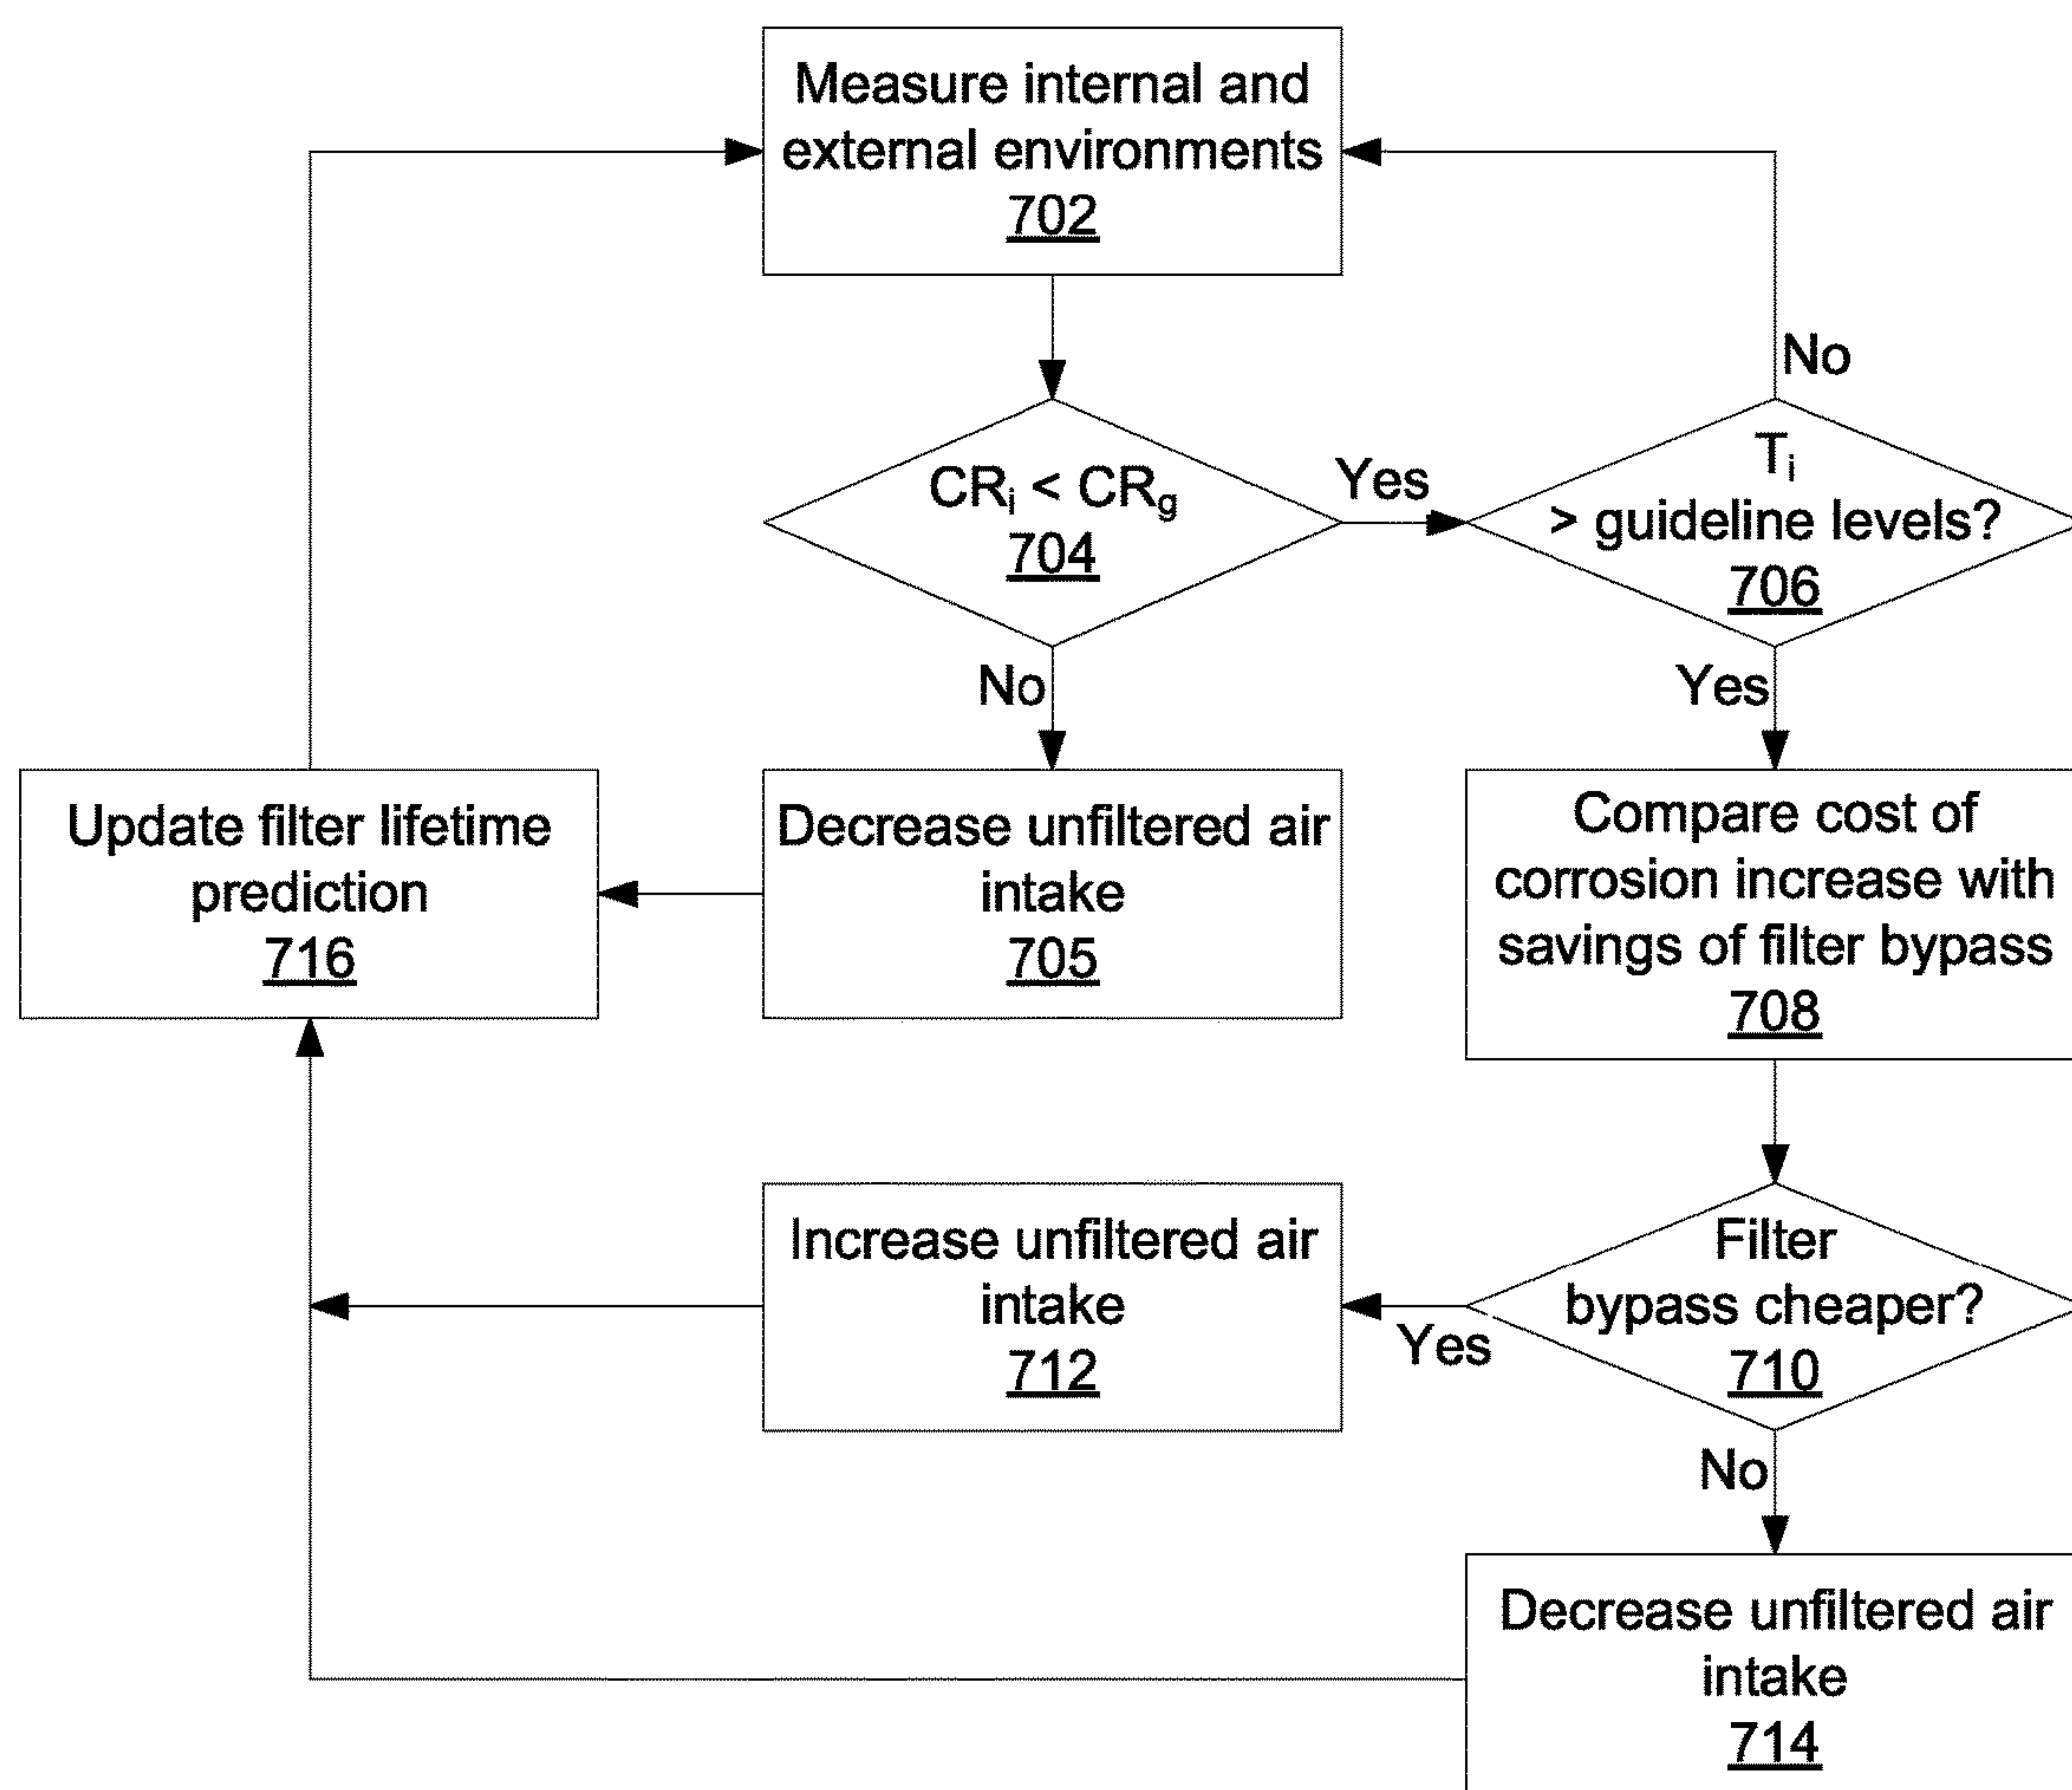 Measure internal and
external environments
702
No
CRi < CRg
704
Yes
Ti
> guideline levels?
706
No
Yes
Update filter lifetime
prediction
716
Decrease unfiltered air
intake
705
Compare cost of
corrosion increase with
savings of filter bypass
708
Increase unfiltered air
intake
712
Yes
Filter
bypass cheaper?
710
No
Decrease unfiltered air
intake
714